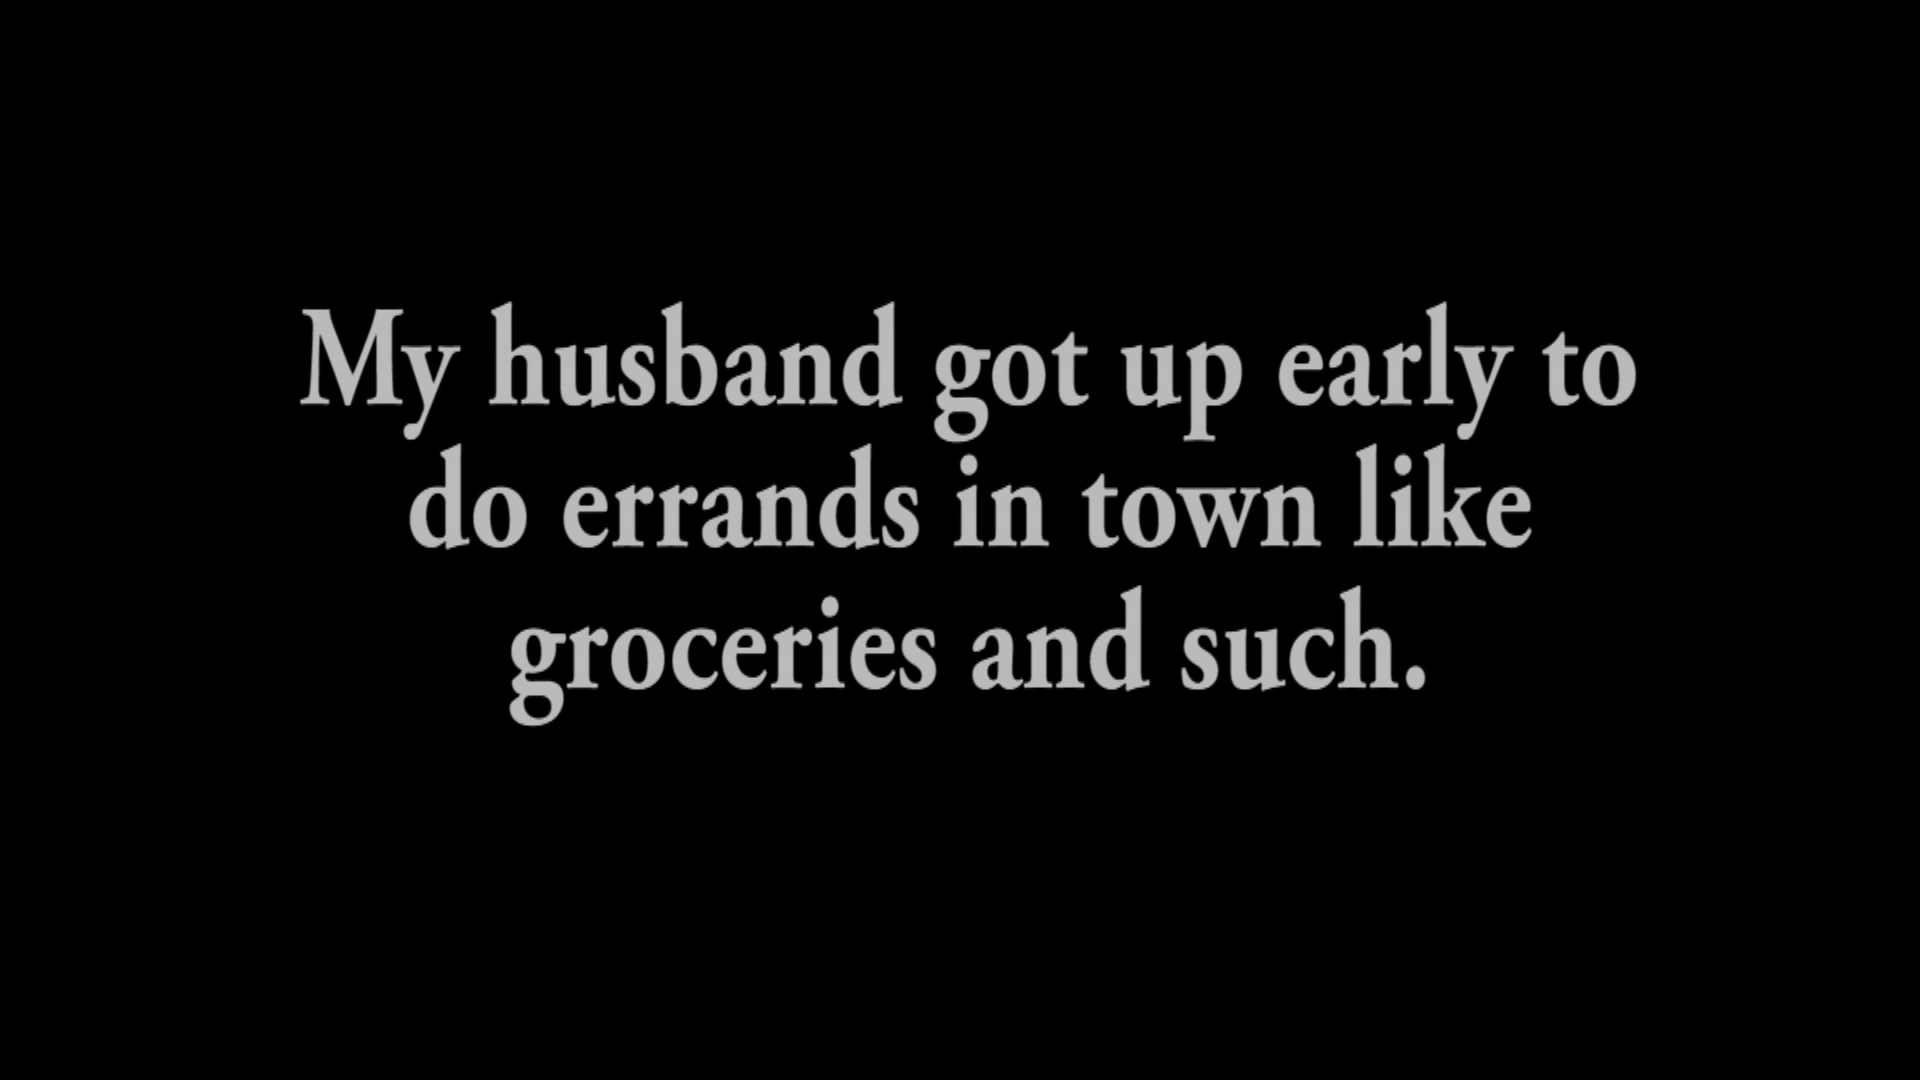 My husband got up early to
do errands in town like
groceries and such.